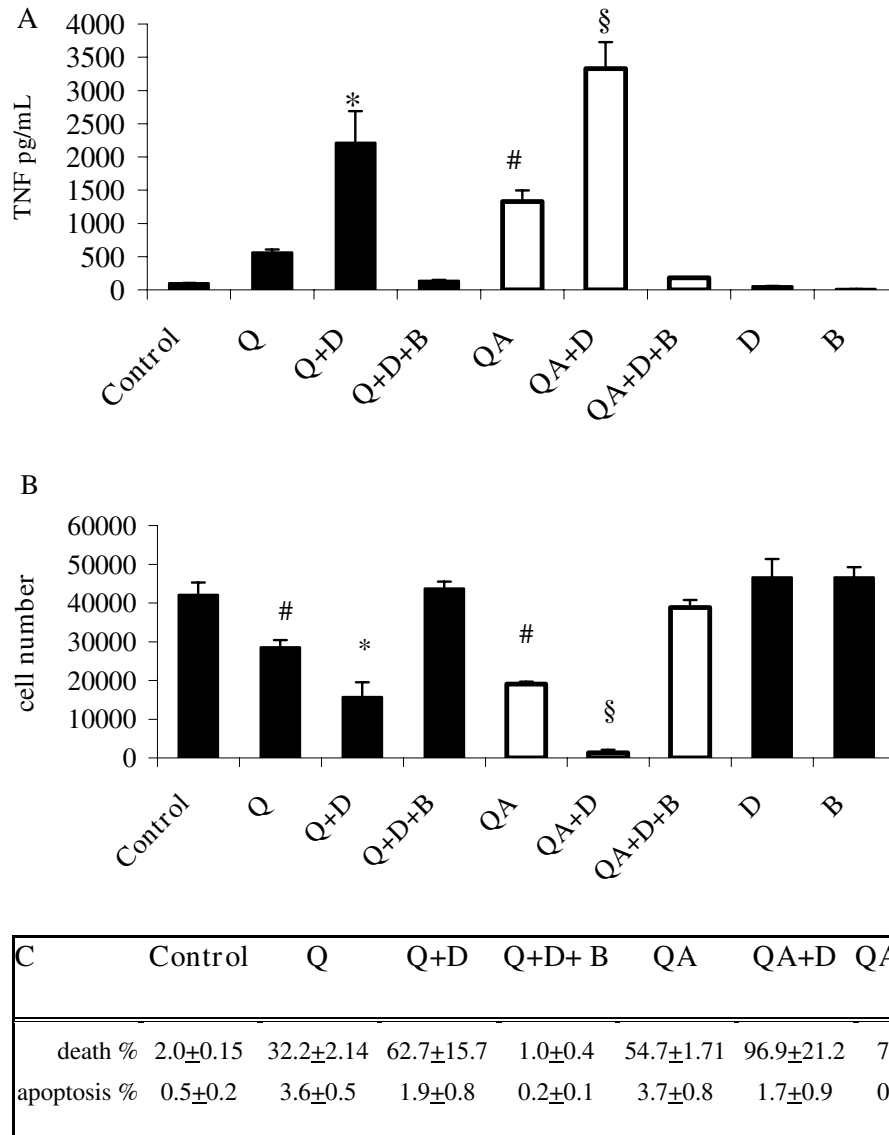 A
4000
3500
3000
2500
2000
1500
1000
500
0
TNF pg/mL
*
#
§
Control Q Q+D Q+D+B QA QA+D QA+D+B D B
B
60000
50000
40000
30000
20000
10000
0
cell number
# * # §
Control Q Q+D Q+D+B QA QA+D QA+D+B D B
C Control Q Q+D Q+D+ B QA QA+D QA
death % 2.0±0.15 32.2±2.14 62.7±15.7 1.0±0.4 54.7±1.71 96.9±21.2 7
apoptosis % 0.5±0.2 3.6±0.5 1.9±0.8 0.2±0.1 3.7±0.8 1.7±0.9 0